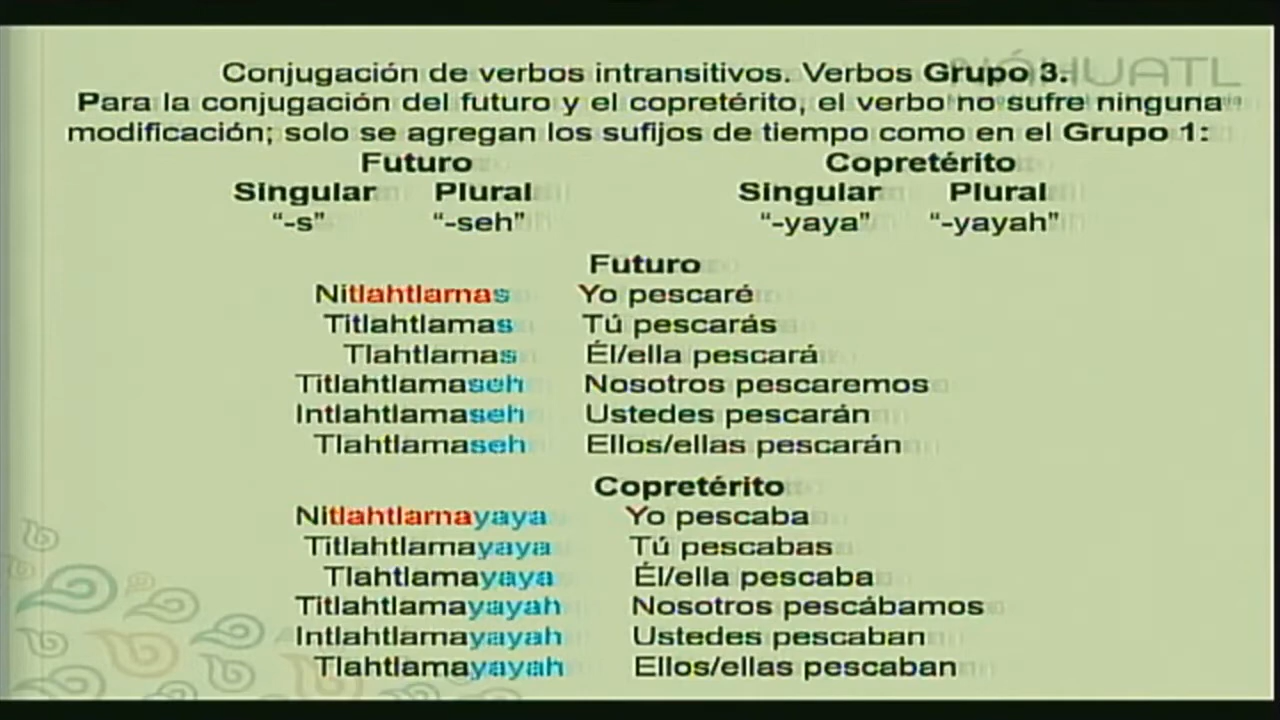 NÁHUATL
Conjugación de verbos intransitivos. Verbos Grupo 3.
Para la conjugación del futuro y el copretérito, el verbo no sufre ninguna
modificación; solo se agregan los sufijos de tiempo como en el Grupo 1:
Futuro Copretérito
Singular Plural Singular Plural
“-s” “-seh” “-yaya” “-yayah”
Futuro
Nitlahtlamas Yo pescaré
Titlahtlamas Tú pescarás
Tlahtlamas Él/ella pescará
Titlahtlamaseh Nosotros pescaremos
Intlahtlamaseh Ustedes pescarán
Tlahtlamaseh Ellos/ellas pescarán
Copretérito
Nitlahtlamayaya Yo pescaba
Titlahtlamayaya Tú pescabas
Tlahtlamayaya Él/ella pescaba
Titlahtlamayayah Nosotros pescábamos
Intlahtlamayayah Ustedes pescaban
Tlahtlamayayah Ellos/ellas pescaban